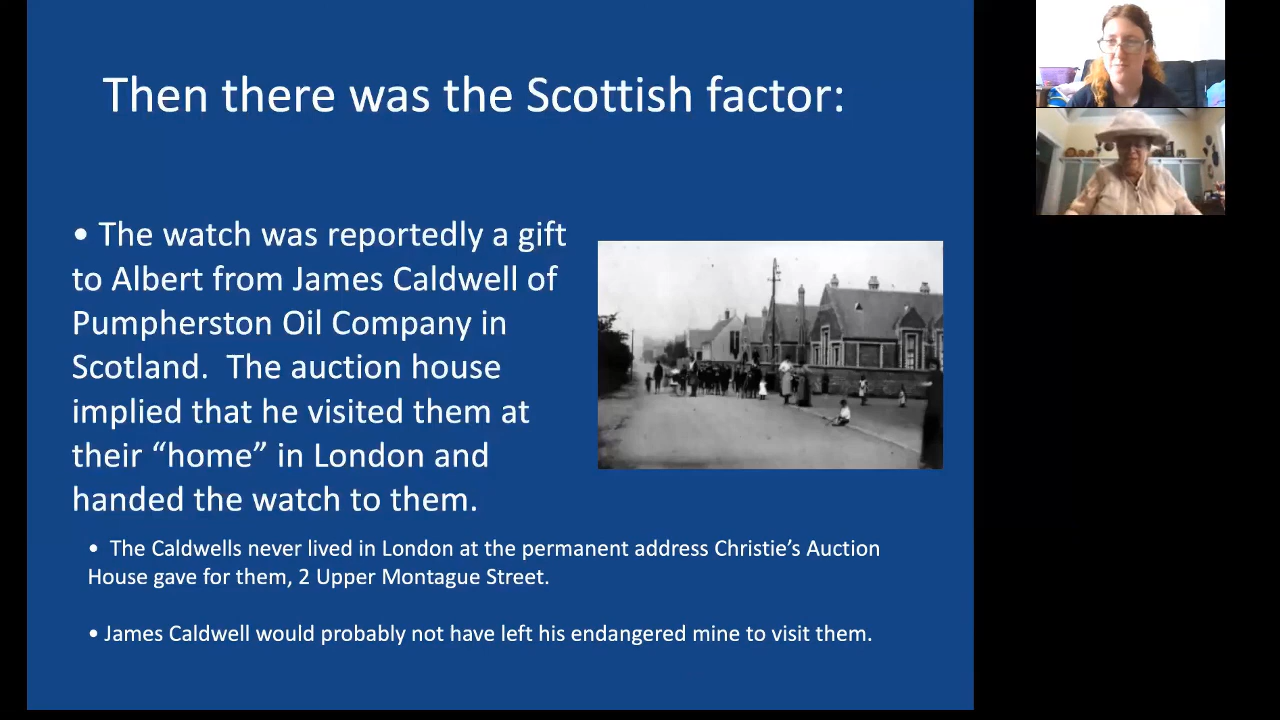 Then there was the Scottish factor:
• The watch was reportedly a gift
to Albert from James Caldwell of
Pumpherston Oil Company in
Scotland.  The auction house
implied that he visited them at
their “home” in London and
handed the watch to them.
•  The Caldwells never lived in London at the permanent address Christie’s Auction
House gave for them, 2 Upper Montague Street.
• James Caldwell would probably not have left his endangered mine to visit them.